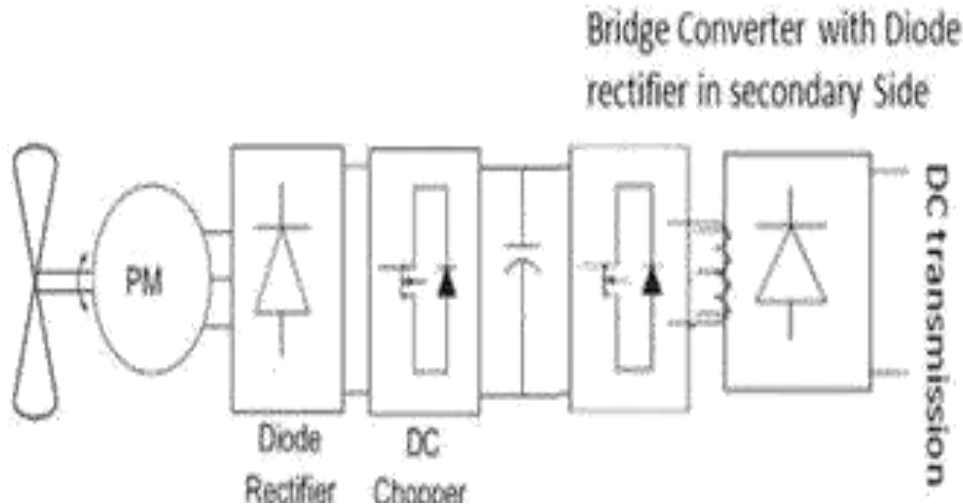 Bridge Converter with Diode
rectifier in secondary Side
PM
Diode
Rectifier
DC
Chopper
DC transmission